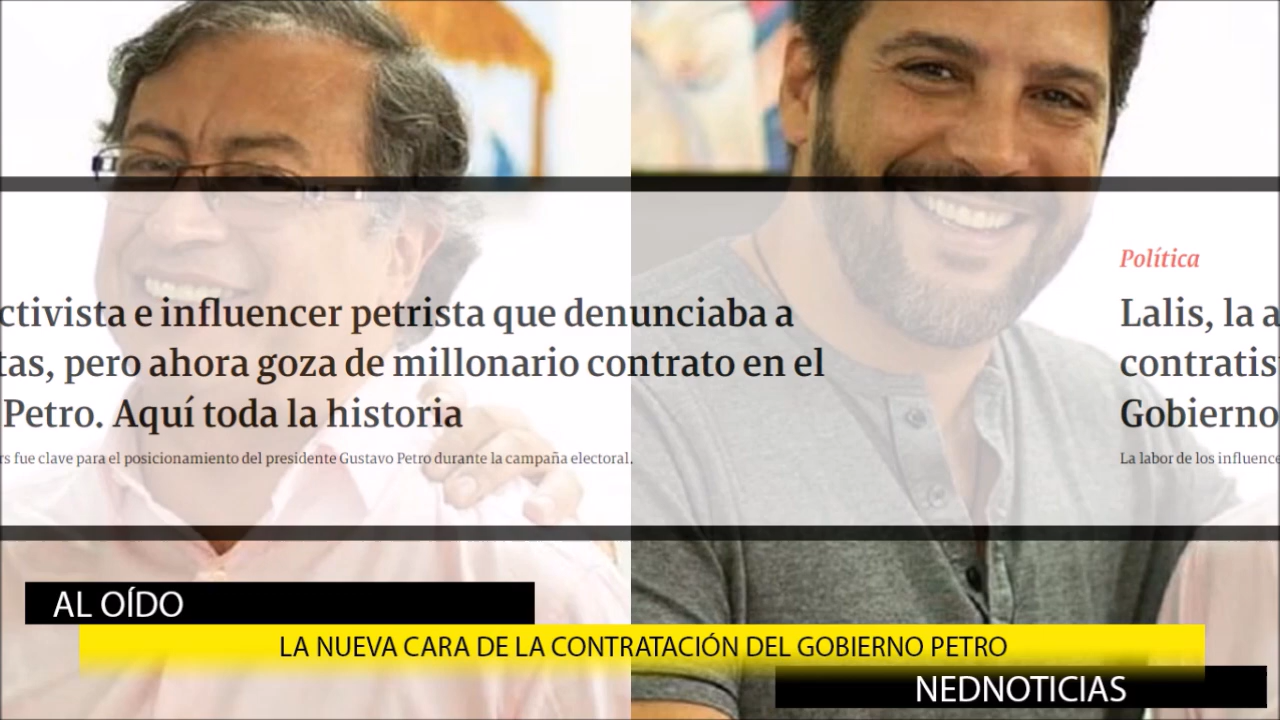 ctivista e influencer petrista que denunciaba a
tas, pero ahora goza de millonario contrato en el
Petro. Aquí toda la historia
rs fue clave para el posicionamiento del presidente Gustavo Petro durante la campaña electoral.
Política
Lalis, la a
contratis
Gobierno
La labor de los influence
AL OÍDO
LA NUEVA CARA DE LA CONTRATACIÓN DEL GOBIERNO PETRO
NEDNOTICIAS